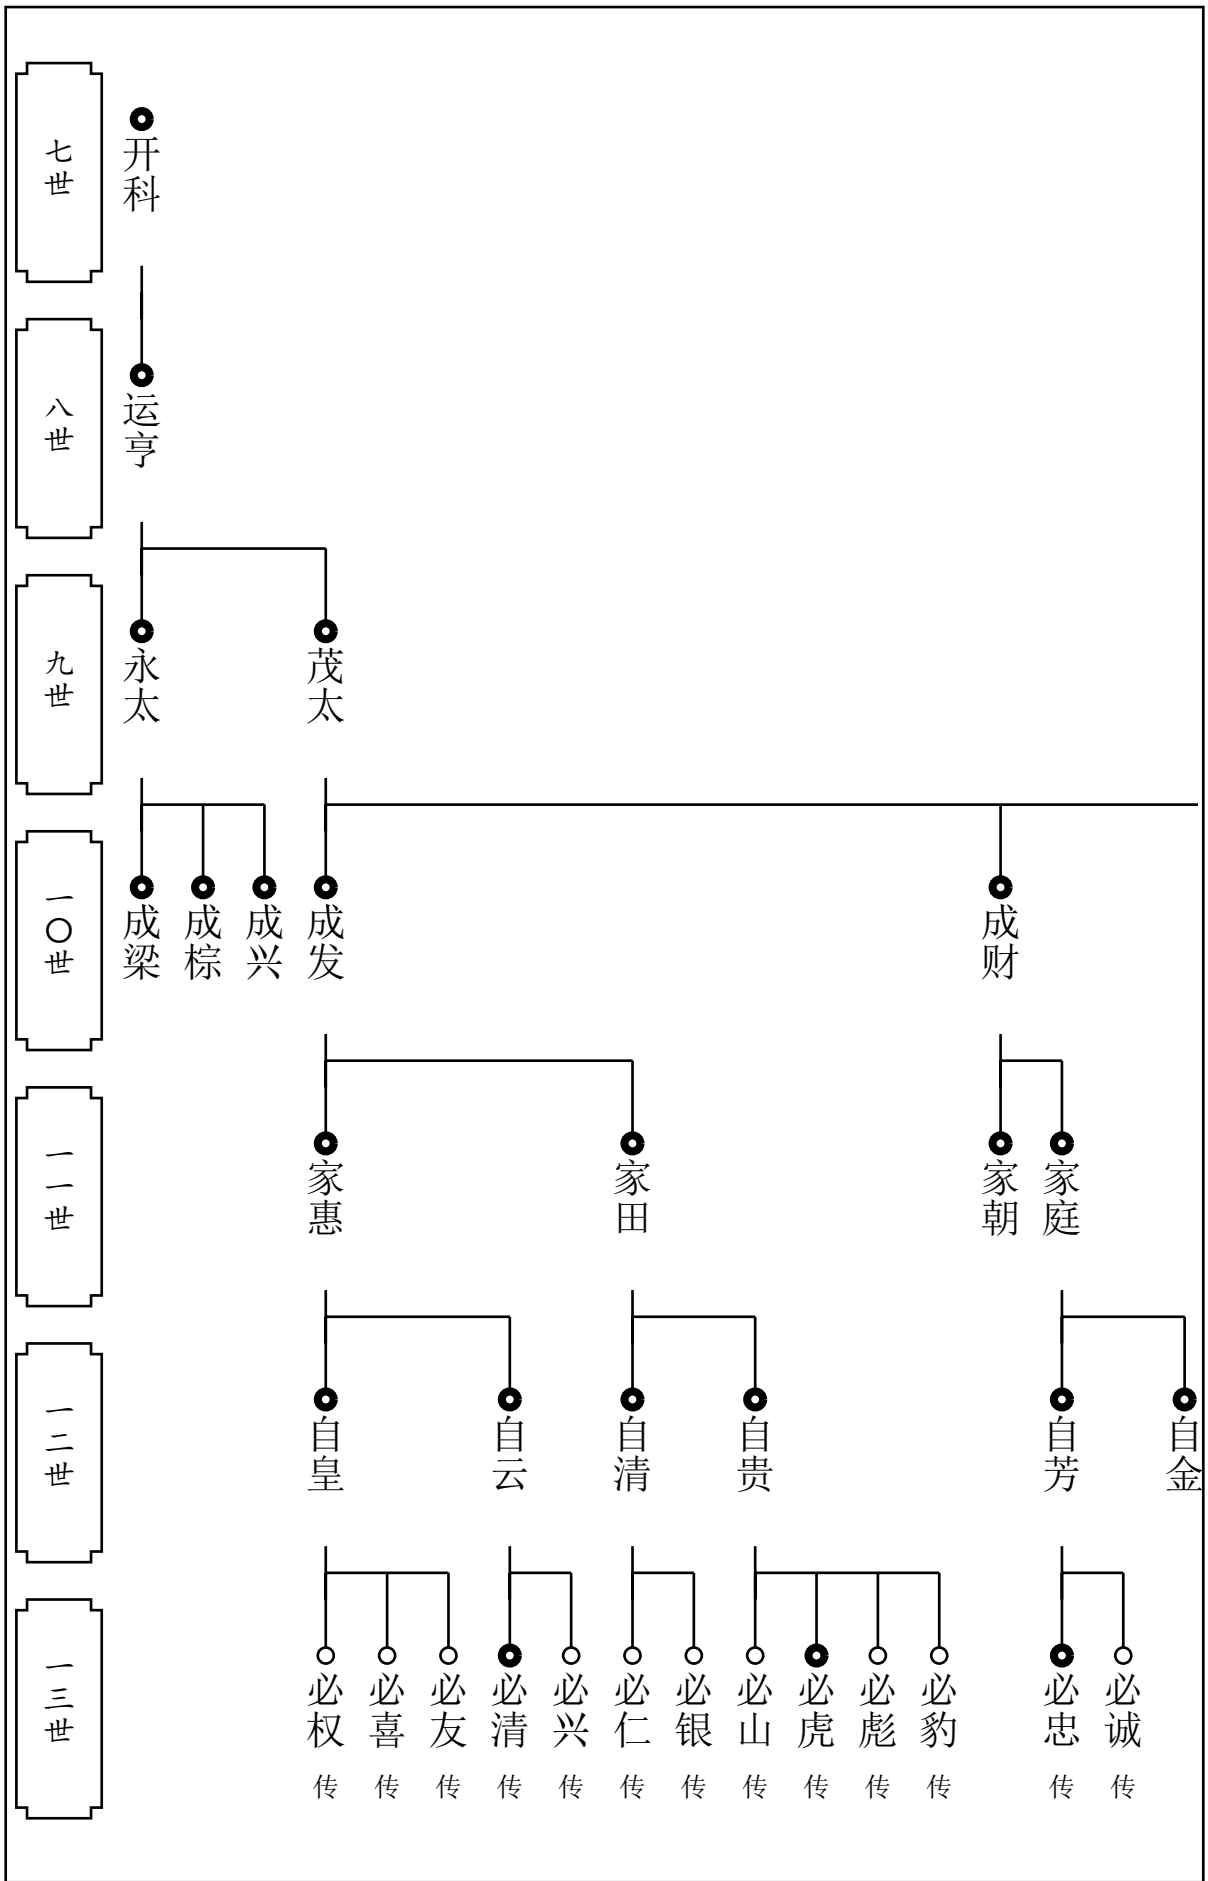 七世
开科
八世
运亨
九世
永太
茂太
一〇世
成梁
成棕
成兴
成发
成财
一一世
家惠
家田
家朝
家庭
一二世
自皇
自云
自清
自贵
自芳
自金
一三世
必权
必喜
必友
必清
必兴
必仁
必银
必山
必虎
必彪
必豹
必忠
必诚
传
传
传
传
传
传
传
传
传
传
传
传
传